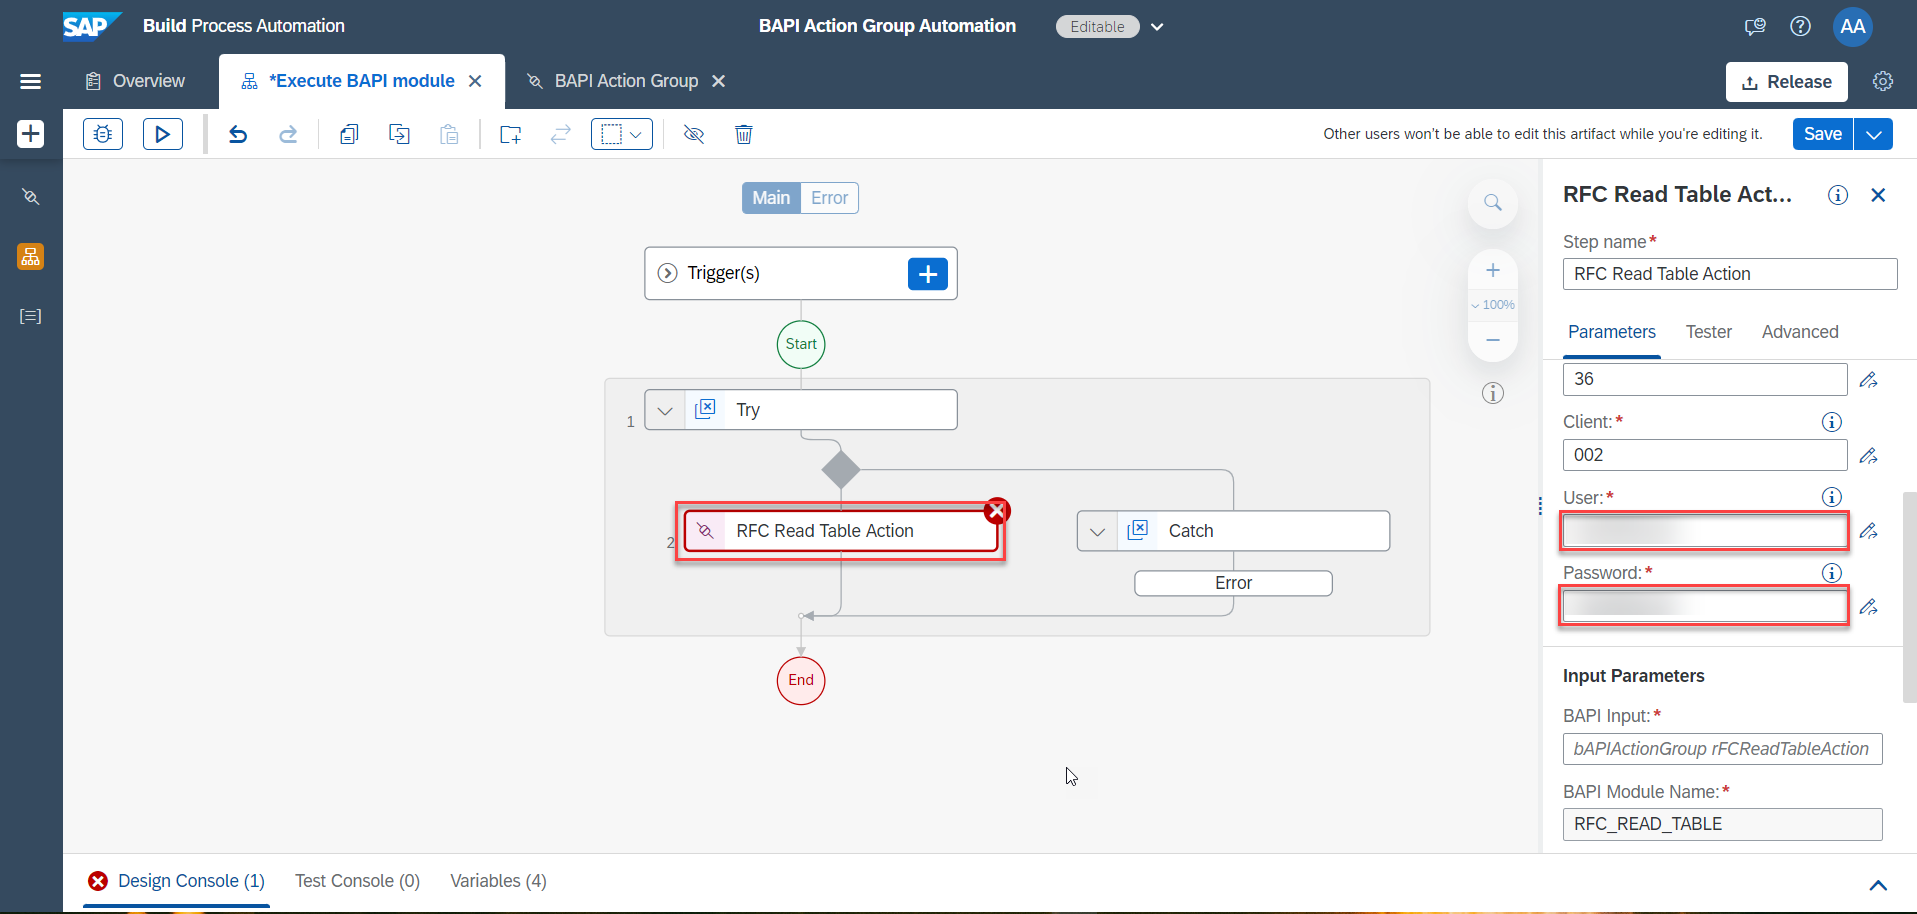 SAP Build Process Automation
BAPI Action Group Automation
Editable
AA
Overview
*Execute BAPI module
BAPI Action Group
Release
Other users won't be able to edit this artifact while you're editing it.
Save
Main
Error
Trigger(s)
Start
1
Try
2
RFC Read Table Action
Catch
Error
End
100%
RFC Read Table Act...
Step name*
RFC Read Table Action
Parameters
Tester
Advanced
36
Client:*
002
User:*
Password:*
Input Parameters
BAPI Input:*
bAPIActionGroup rFCReadTableAction
BAPI Module Name:*
RFC_READ_TABLE
Design Console (1)
Test Console (0)
Variables (4)